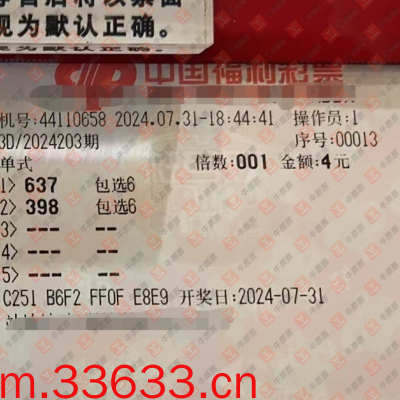 视为默认正确。
中国福利彩票
机号:44110658 2024.07.31-18:44:41 操作员:1
3D/2024203期 序号:00013
单式 倍数:001 金额:4元
1> 637 包选6
2> 398 包选6
3> -- -- --
4> -- -- --
5> -- -- --
C251 B6F2 FF0F E8E9 开奖日:2024-07-31
m.33633.cn